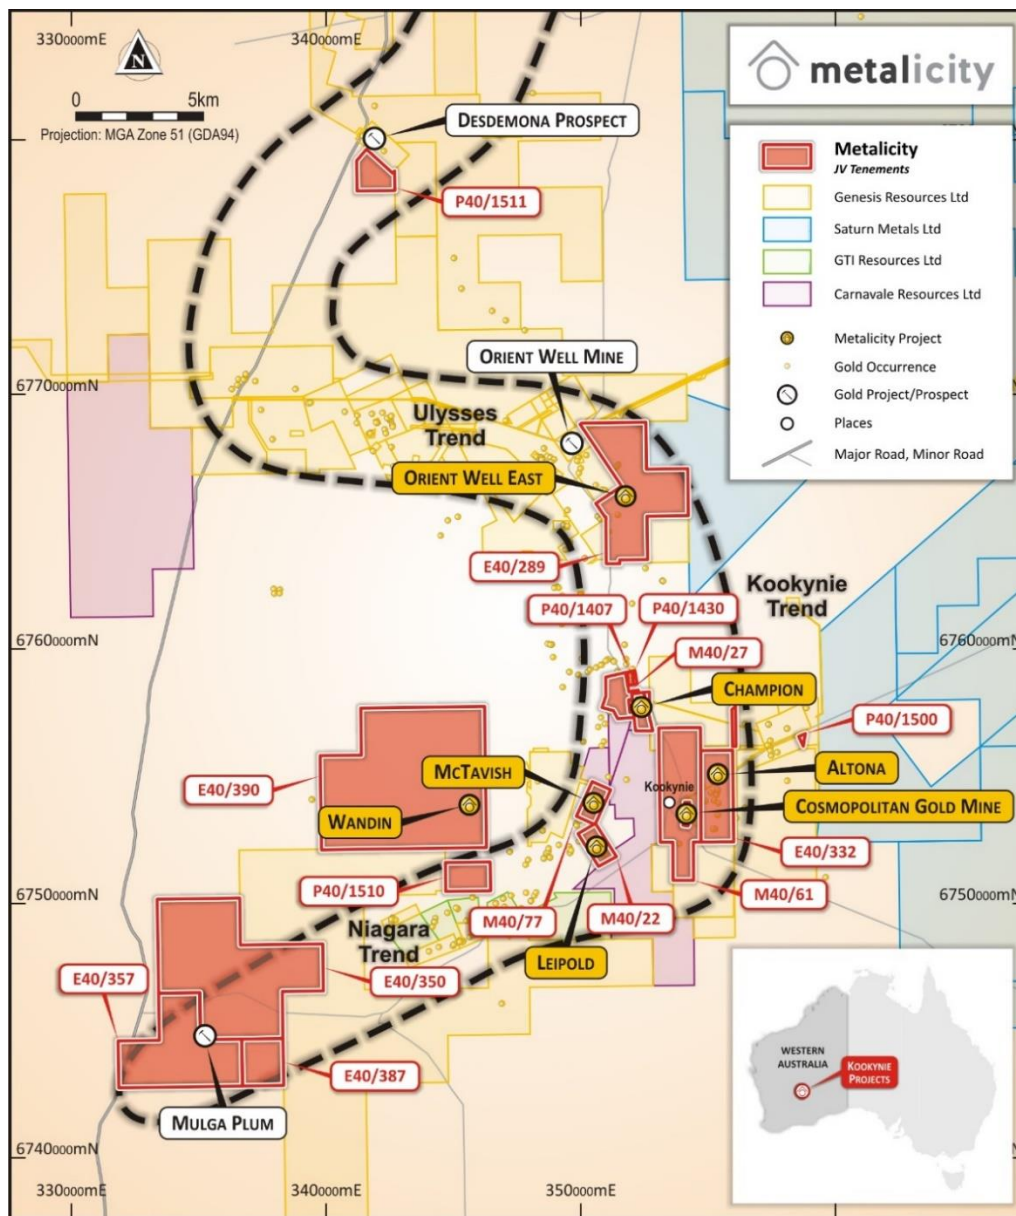 330000mE
340000mE
N
0 5km
Projection: MGA Zone 51 (GDA94)
metalicity
Metalicity
JV Tenements
Genesis Resources Ltd
Saturn Metals Ltd
GTI Resources Ltd
Carnavale Resources Ltd
Metalicity Project
Gold Occurrence
Gold Project/Prospect
Places
Major Road, Minor Road
DESDEMONA PROSPECT
P40/1511
ORIENT WELL MINE
6770000mN
Ulysses
Trend
ORIENT WELL EAST
E40/289
Kookynie
Trend
P40/1407
P40/1430
6760000mN
6760000mN
M40/27
CHAMPION
P40/1500
MCTAVISH
ALTONA
E40/390
Kookynie
WANDIN
COSMOPOLITAN GOLD MINE
E40/332
P40/1510
M40/61
6750000mN
6750000mN
M40/77
M40/22
Niagara
Trend
LEIPOLD
E40/357
E40/350
E40/387
MULGA PLUM
WESTERN
AUSTRALIA
KOOKYNIE
PROJECTS
6740000mN
330000mE
340000mE
350000mE